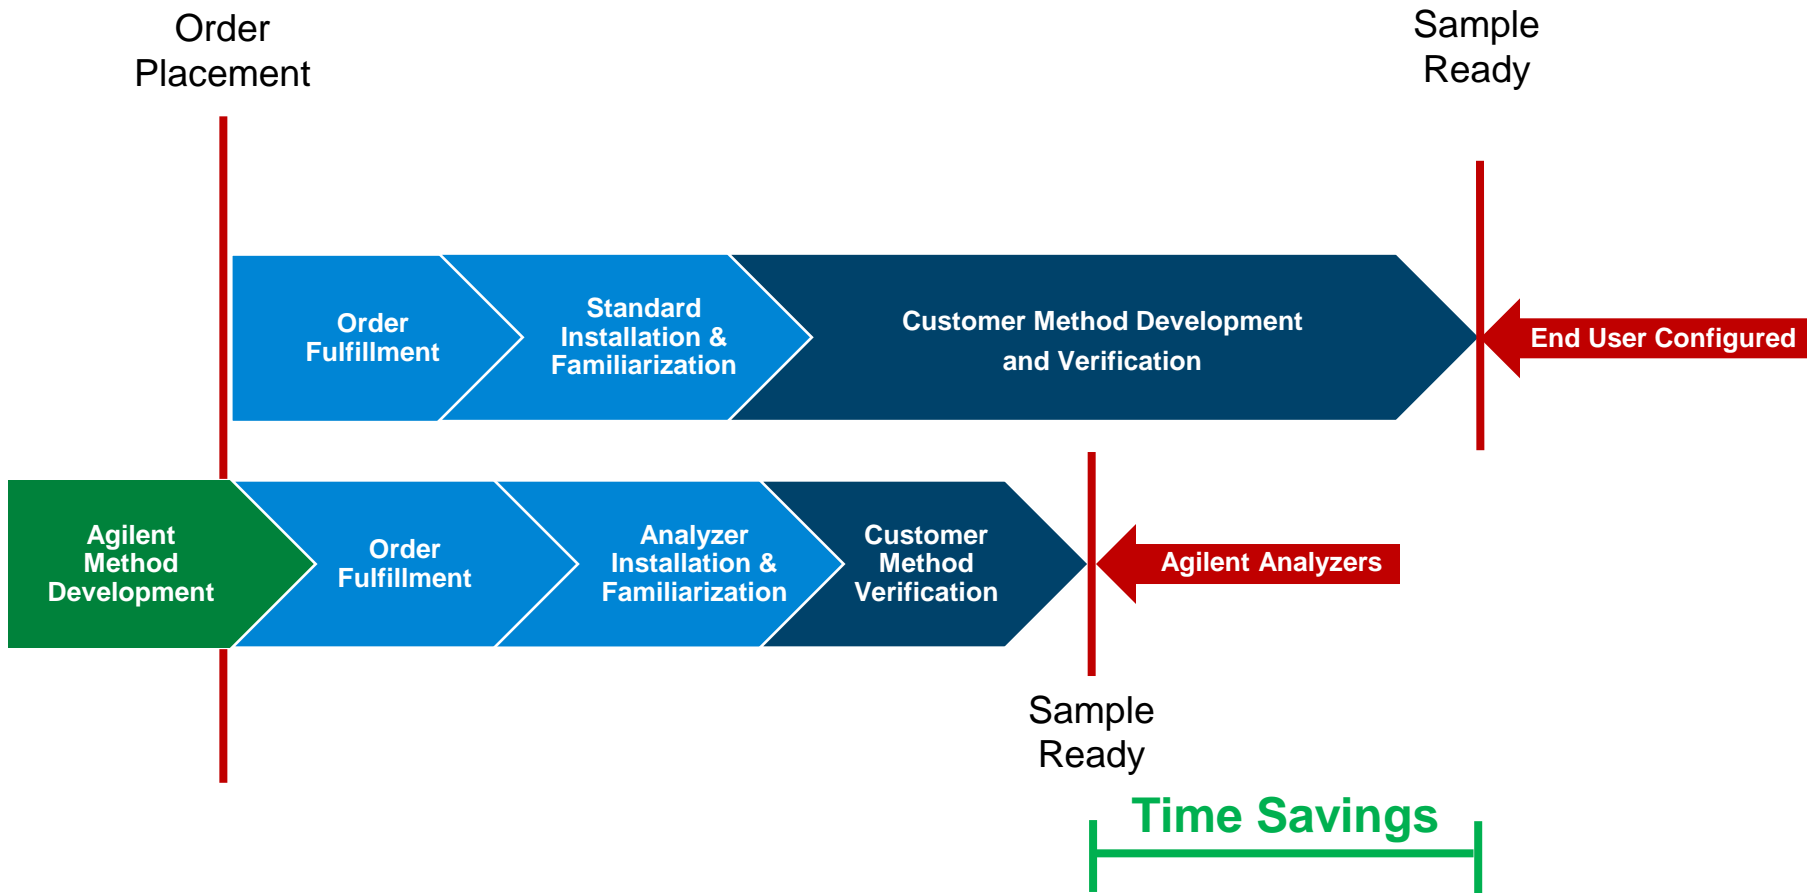 Order
Placement
Sample
Ready
Order
Fulfillment
Standard
Installation &
Familiarization
Customer Method Development
and Verification
End User Configured
Agilent
Method
Development
Order
Fulfillment
Analyzer
Installation &
Familiarization
Customer
Method
Verification
Agilent Analyzers
Sample
Ready
Time Savings